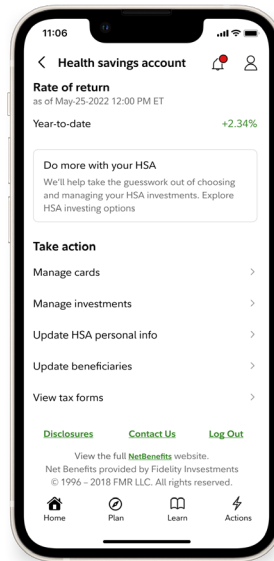 11:06
Health savings account
Rate of return
as of May-25-2022 12:00 PM ET
Year-to-date +2.34%
Do more with your HSA
We'll help take the guesswork out of choosing
and managing your HSA investments. Explore
HSA investing options
Take action
Manage cards
Manage investments
Update HSA personal info
Update beneficiaries
View tax forms
Disclosures Contact Us Log Out
View the full NetBenefits website.
Net Benefits provided by Fidelity Invsestments
© 1996 – 2018 FMR LLC. All rights reserved.
Home Plan Learn Actions